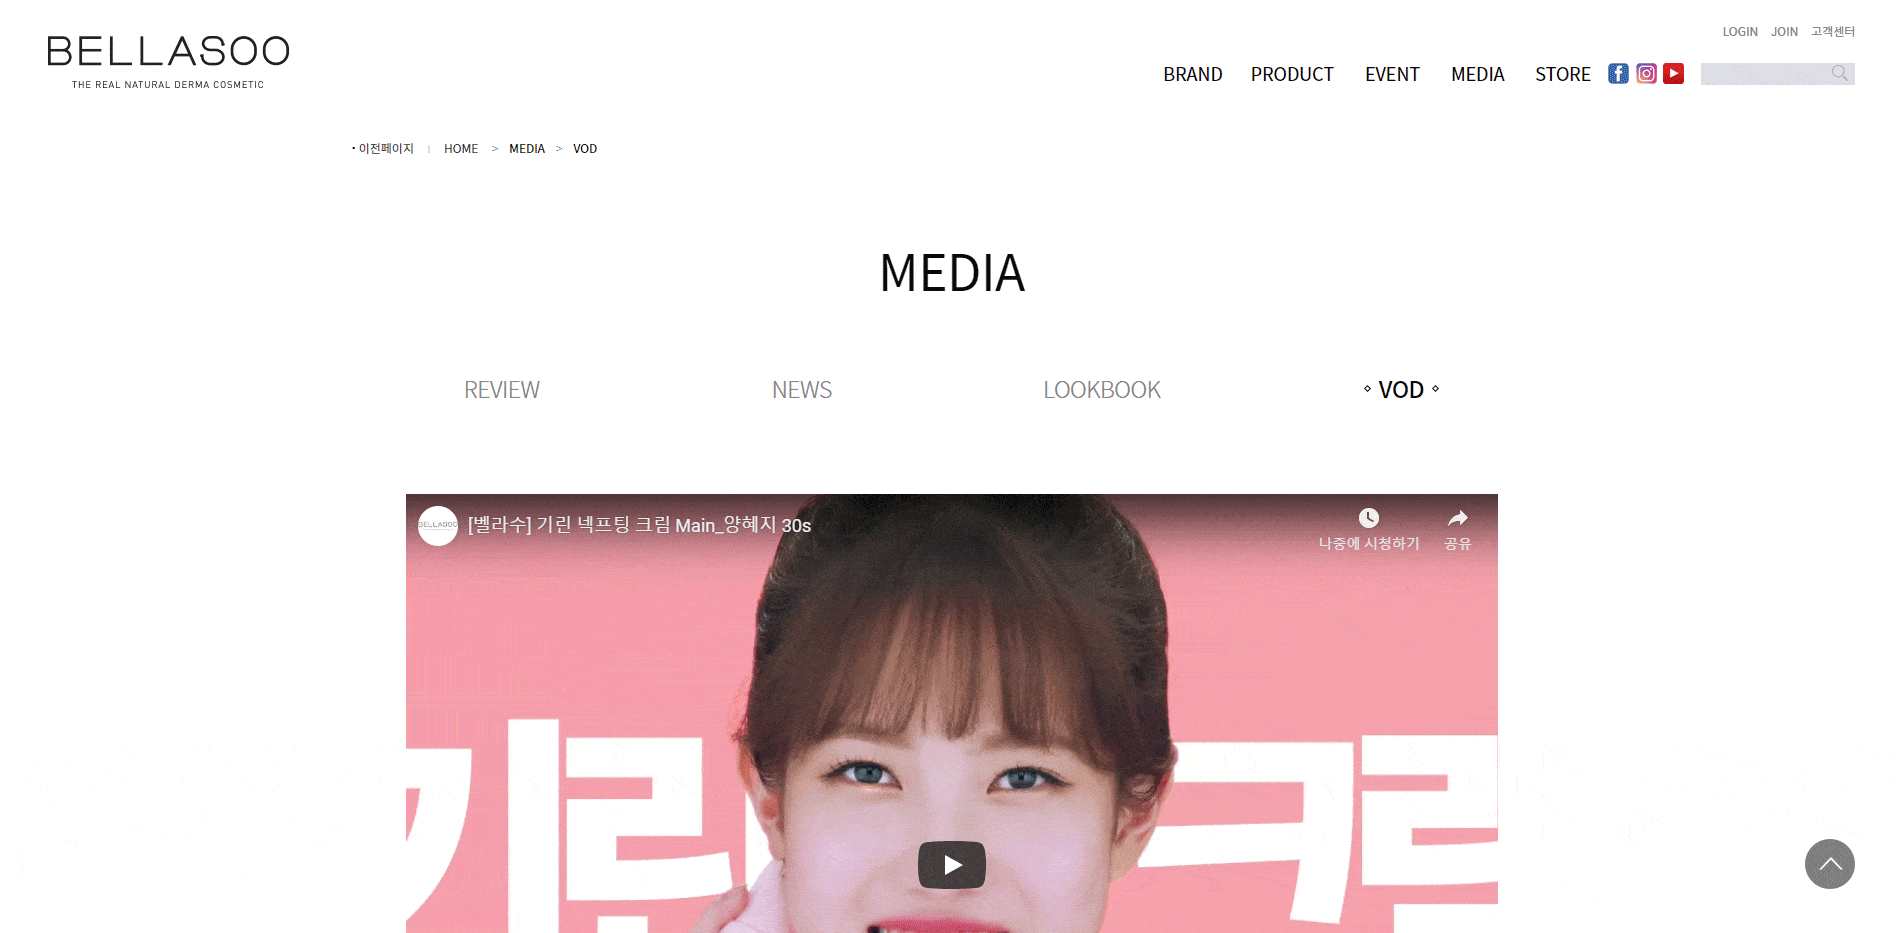 LOGIN JOIN 고객센터
BELLASOO
THE REAL NATURAL DERMA COSMETIC
BRAND PRODUCT EVENT MEDIA STORE
• 이전페이지 | HOME > MEDIA > VOD
MEDIA
REVIEW NEWS LOOKBOOK VOD
BELLASOO
[벨라수] 기린 넥프팅 크림 Main_양혜지 30s
나중에 시청하기 공유
기린 크림